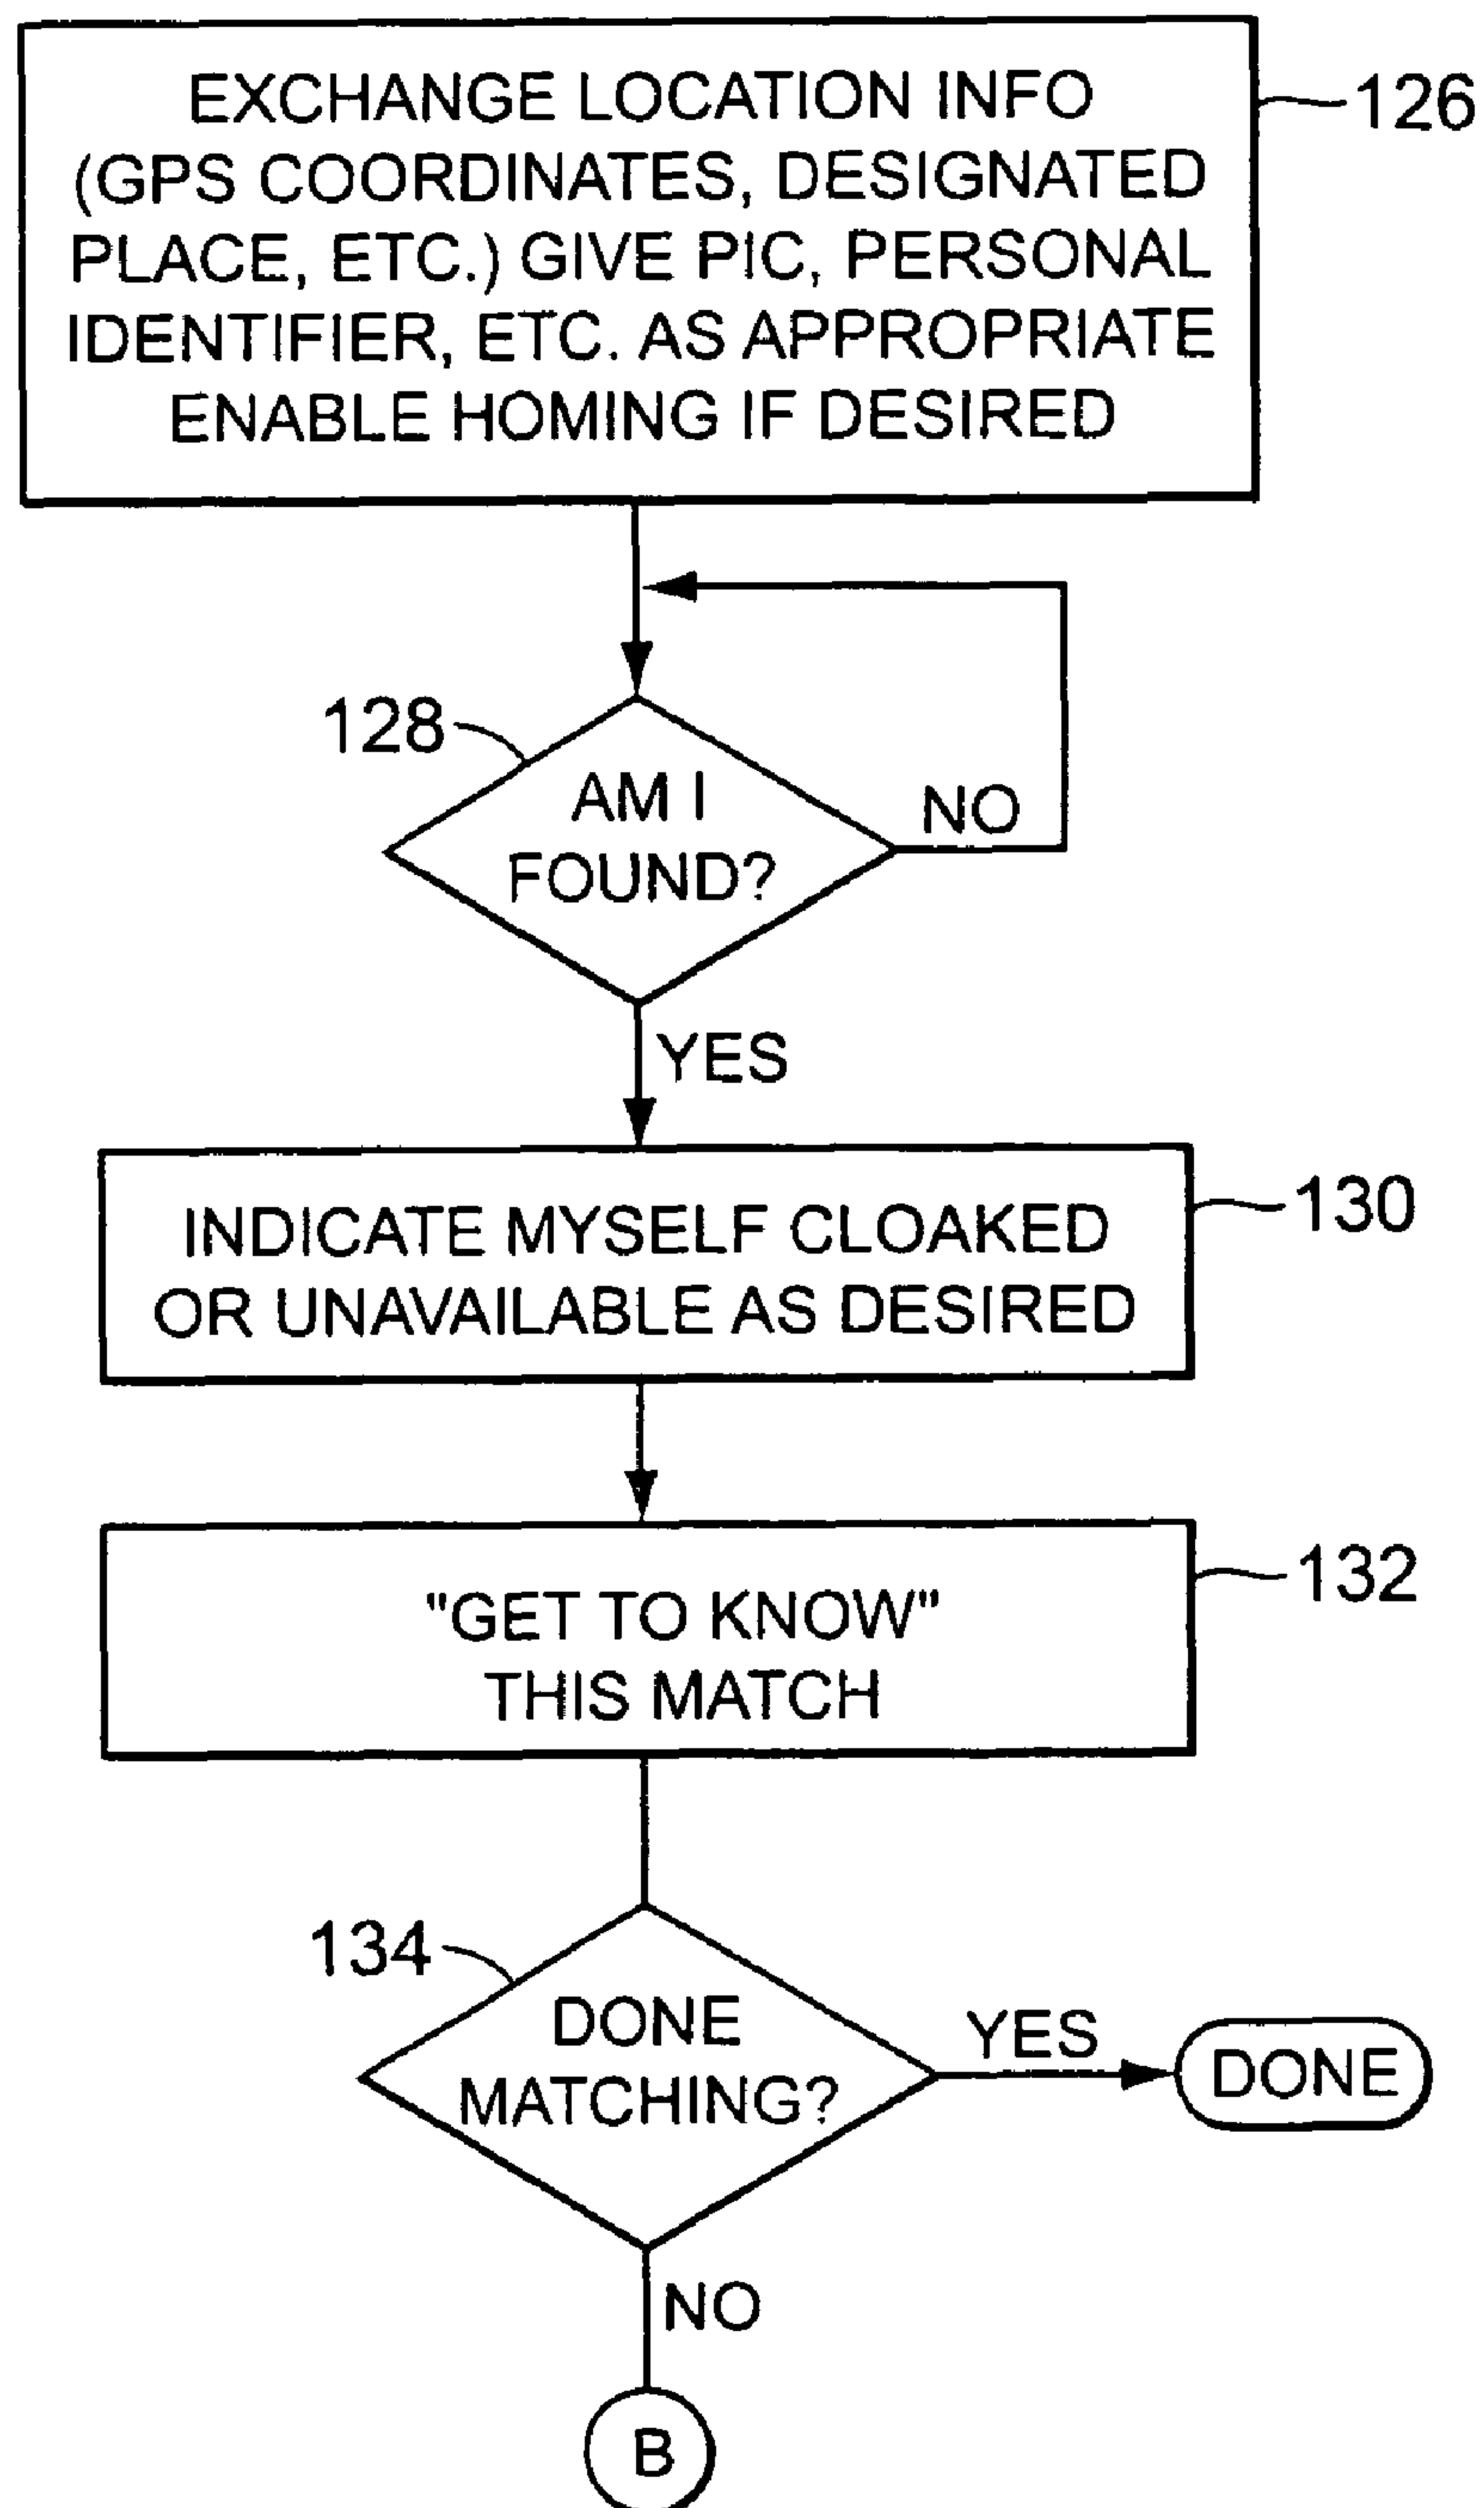 EXCHANGE LOCATION INFO
(GPS COORDINATES, DESIGNATED
PLACE, ETC.) GIVE PIC, PERSONAL
IDENTIFIER, ETC. AS APPROPRIATE
ENABLE HOMING IF DESIRED
126
128
AM I
FOUND?
NO
YES
INDICATE MYSELF CLOAKED
OR UNAVAILABLE AS DESIRED
130
"GET TO KNOW"
THIS MATCH
132
134
DONE
MATCHING?
YES
DONE
NO
B